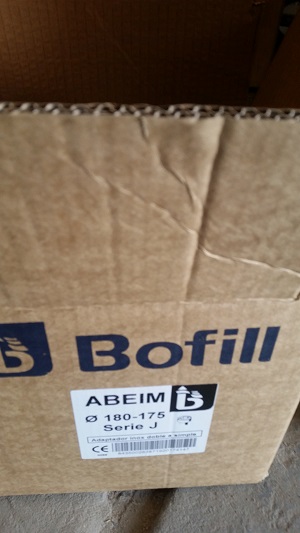 Bofill
ABEIM
Ø 180-175
Serie J
Adaptador inox doble a simple
CE